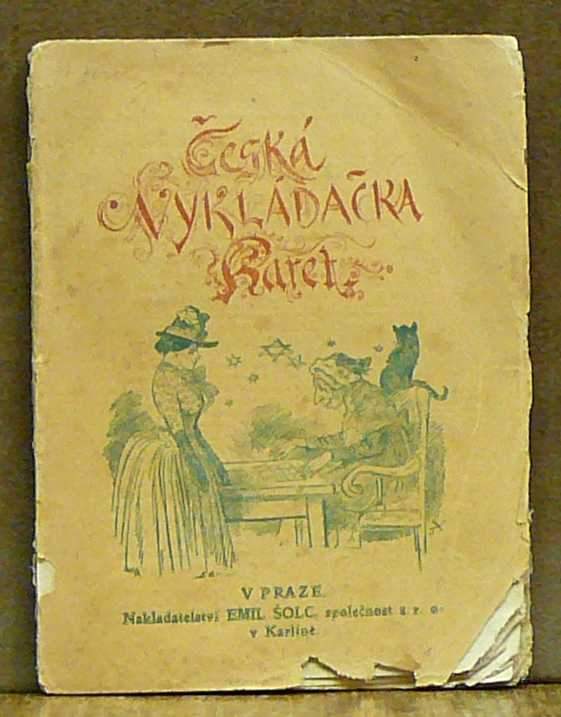 Česká
VYKLÁDAČKA
Karet
V PRAZE.
Nakladatelství EMIL ŠOLC, společnost s. r. o.
v Karlíně.